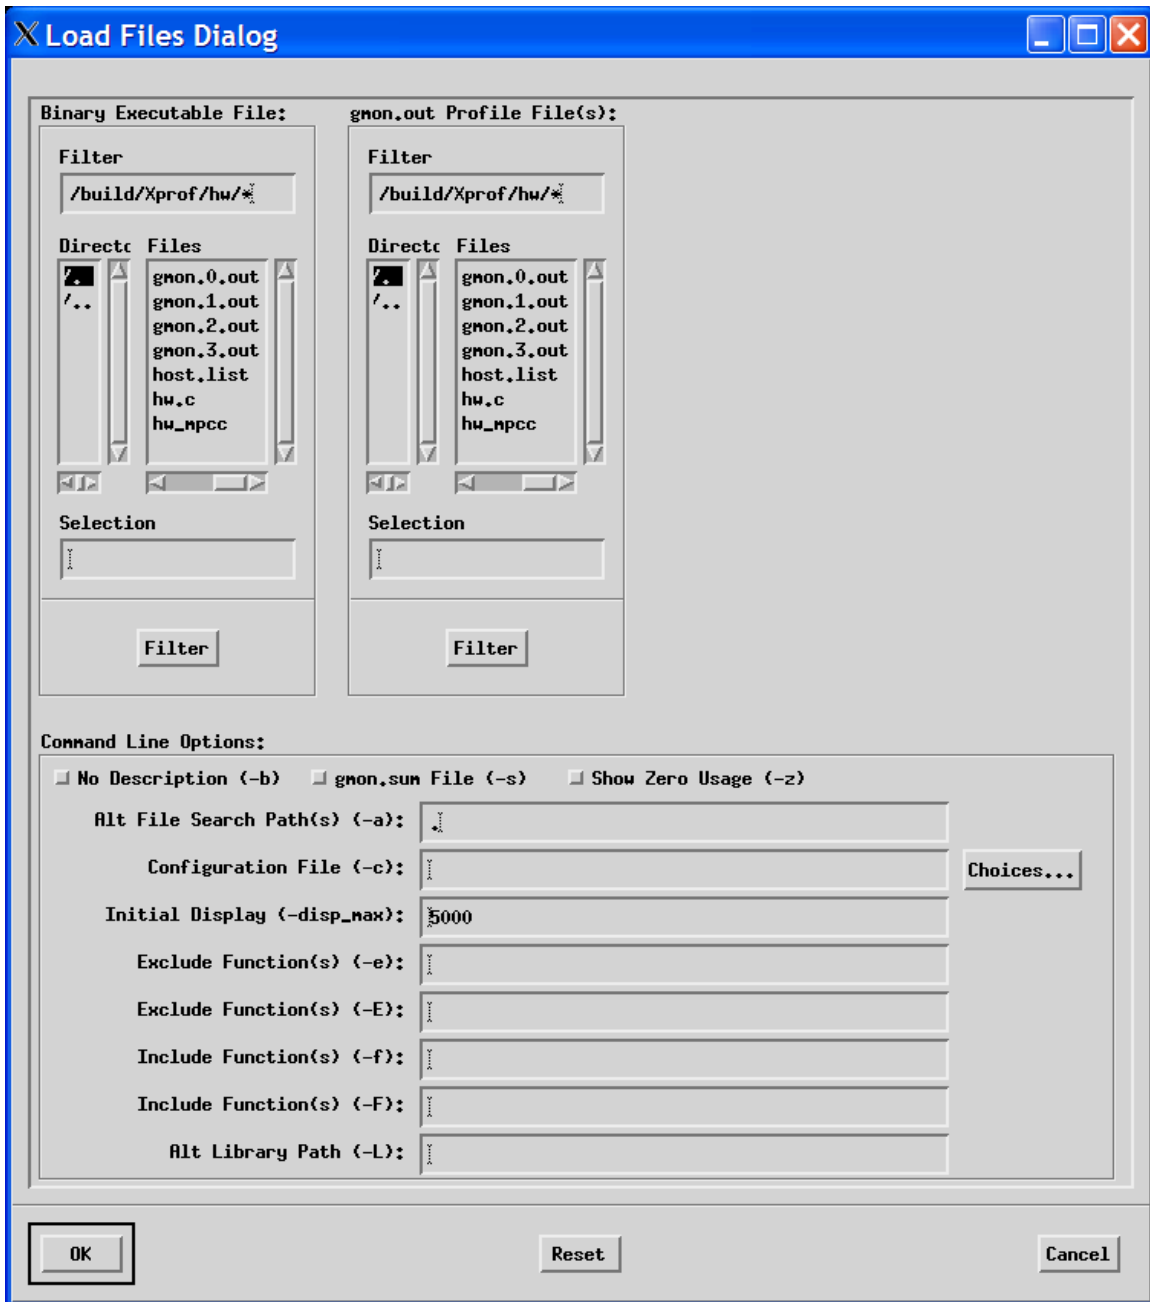 X Load Files Dialog
Binary Executable File:
Filter
/build/Xprof/hw/*
Directo Files
/.
/..
gmon.0.out
gmon.1.out
gmon.2.out
gmon.3.out
host.list
hw.c
hw_mpcc
Selection
Filter
gmon.out Profile File(s):
Filter
/build/Xprof/hw/*
Directo Files
/.
/..
gmon.0.out
gmon.1.out
gmon.2.out
gmon.3.out
host.list
hw.c
hw_mpcc
Selection
Filter
Command Line Options:
No Description (-b) gmon.sum File (-s) Show Zero Usage (-z)
Alt File Search Path(s) (-a): .
Configuration File (-c): Choices...
Initial Display (-disp_max): 5000
Exclude Function(s) (-e):
Exclude Function(s) (-E):
Include Function(s) (-f):
Include Function(s) (-F):
Alt Library Path (-L):
OK Reset Cancel